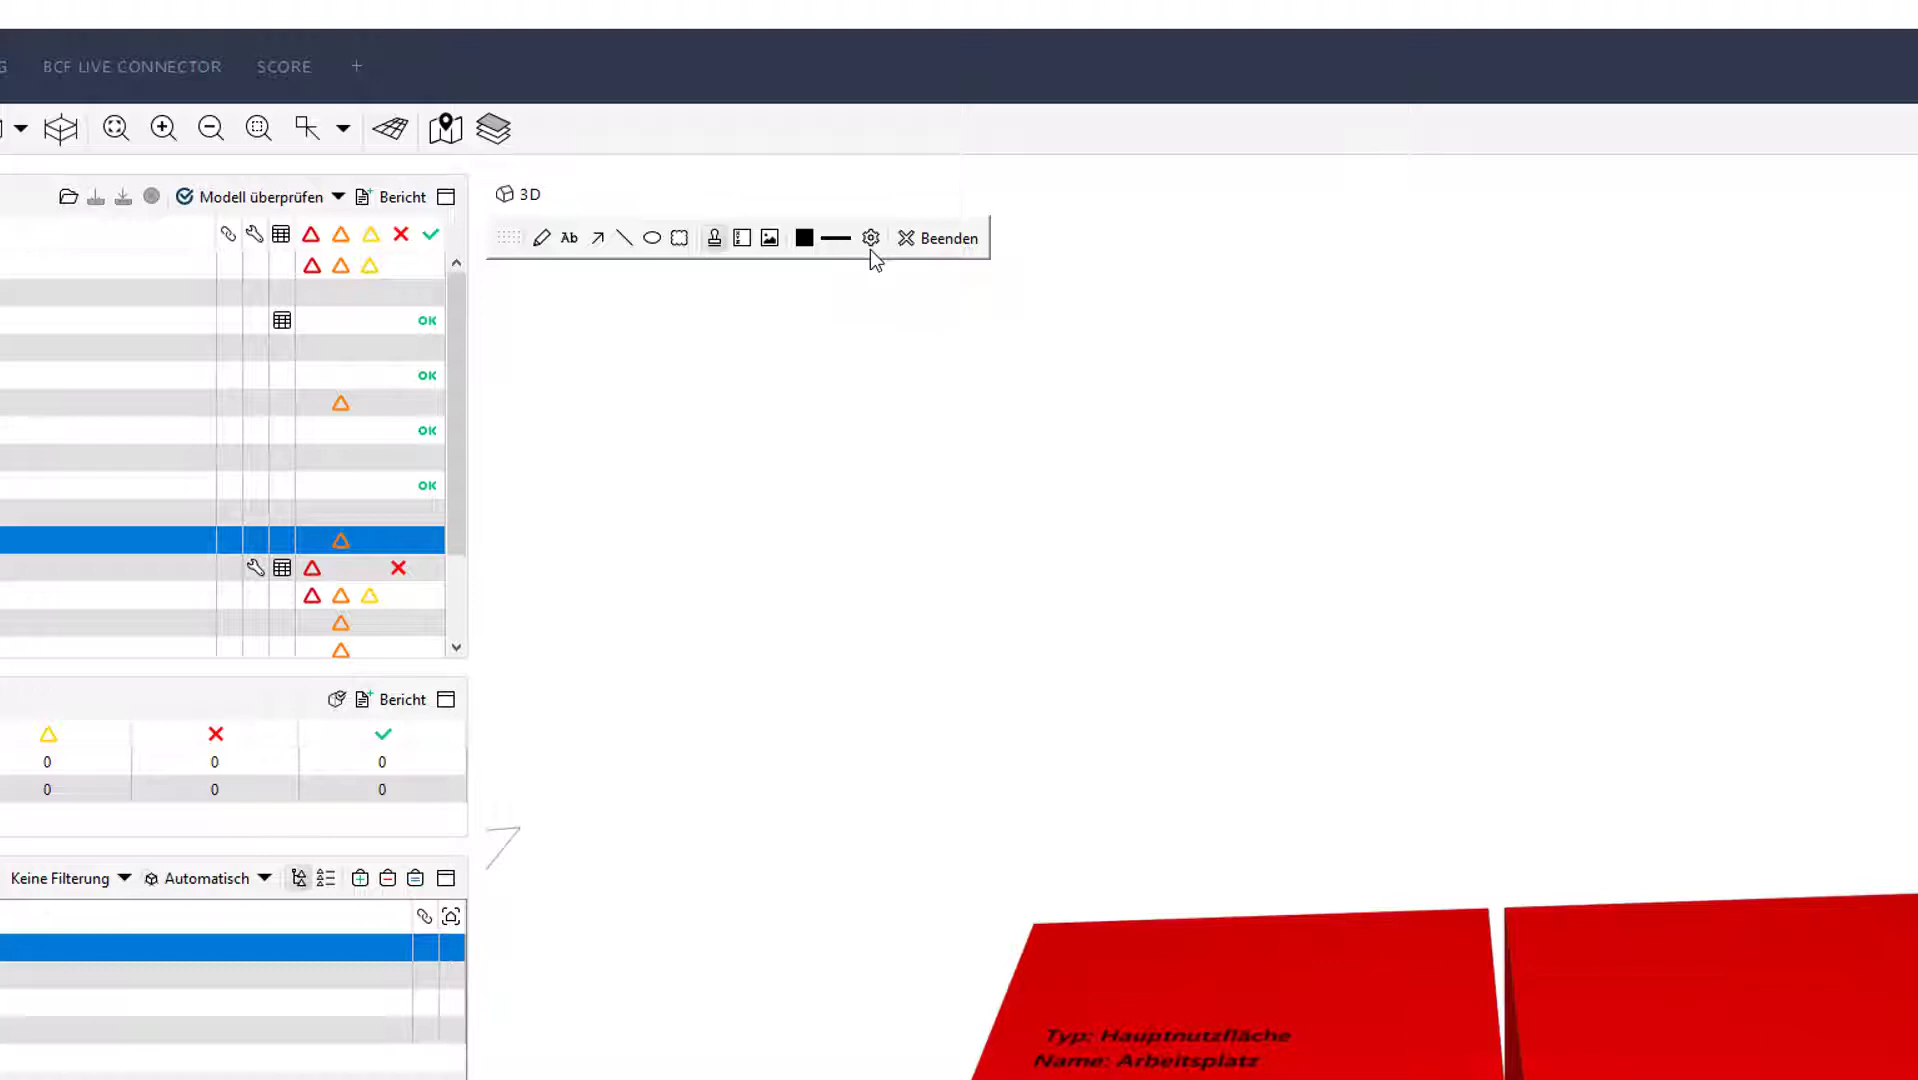 G BCF LIVE CONNECTOR SCORE +
Modell überprüfen Bericht
3D
Ab Beenden
OK
OK
OK
OK
Bericht
0 0 0
0 0 0
Keine Filterung Automatisch
Typ: Hauptnutzfläche
Name: Arbeitsplatz